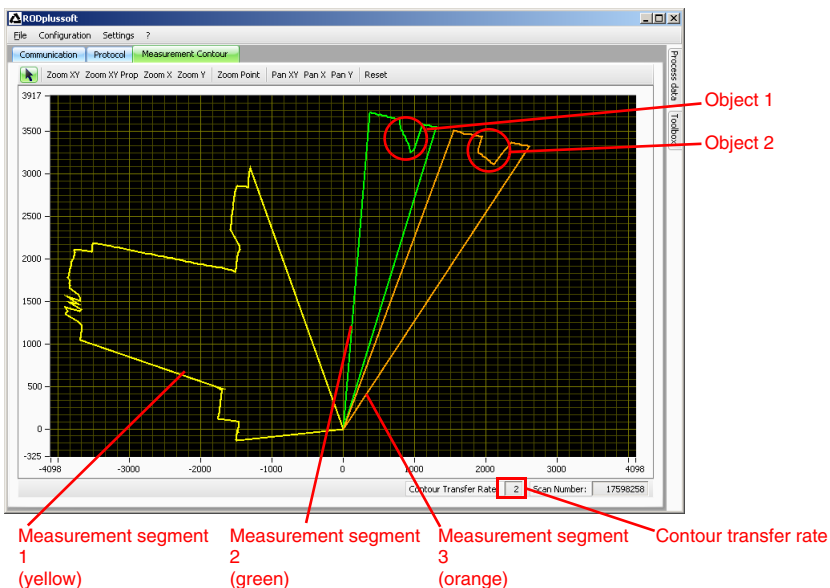 RODplussoft
File Configuration Settings ?
Communication Protocol Measurement Contour
Zoom XY Zoom XY Prop Zoom X Zoom Y Zoom Point Pan XY Pan X Pan Y Reset
Process data
Toolbox
3917
3500
3000
2500
2000
1500
1000
500
0
-325
-4098 -3000 -2000 -1000 0 1000 2000 3000 4098
Contour Transfer Rate 2 Scan Number: 17598258
Object 1
Object 2
Measurement segment
1
(yellow)
Measurement segment
2
(green)
Measurement segment
3
(orange)
Contour transfer rate